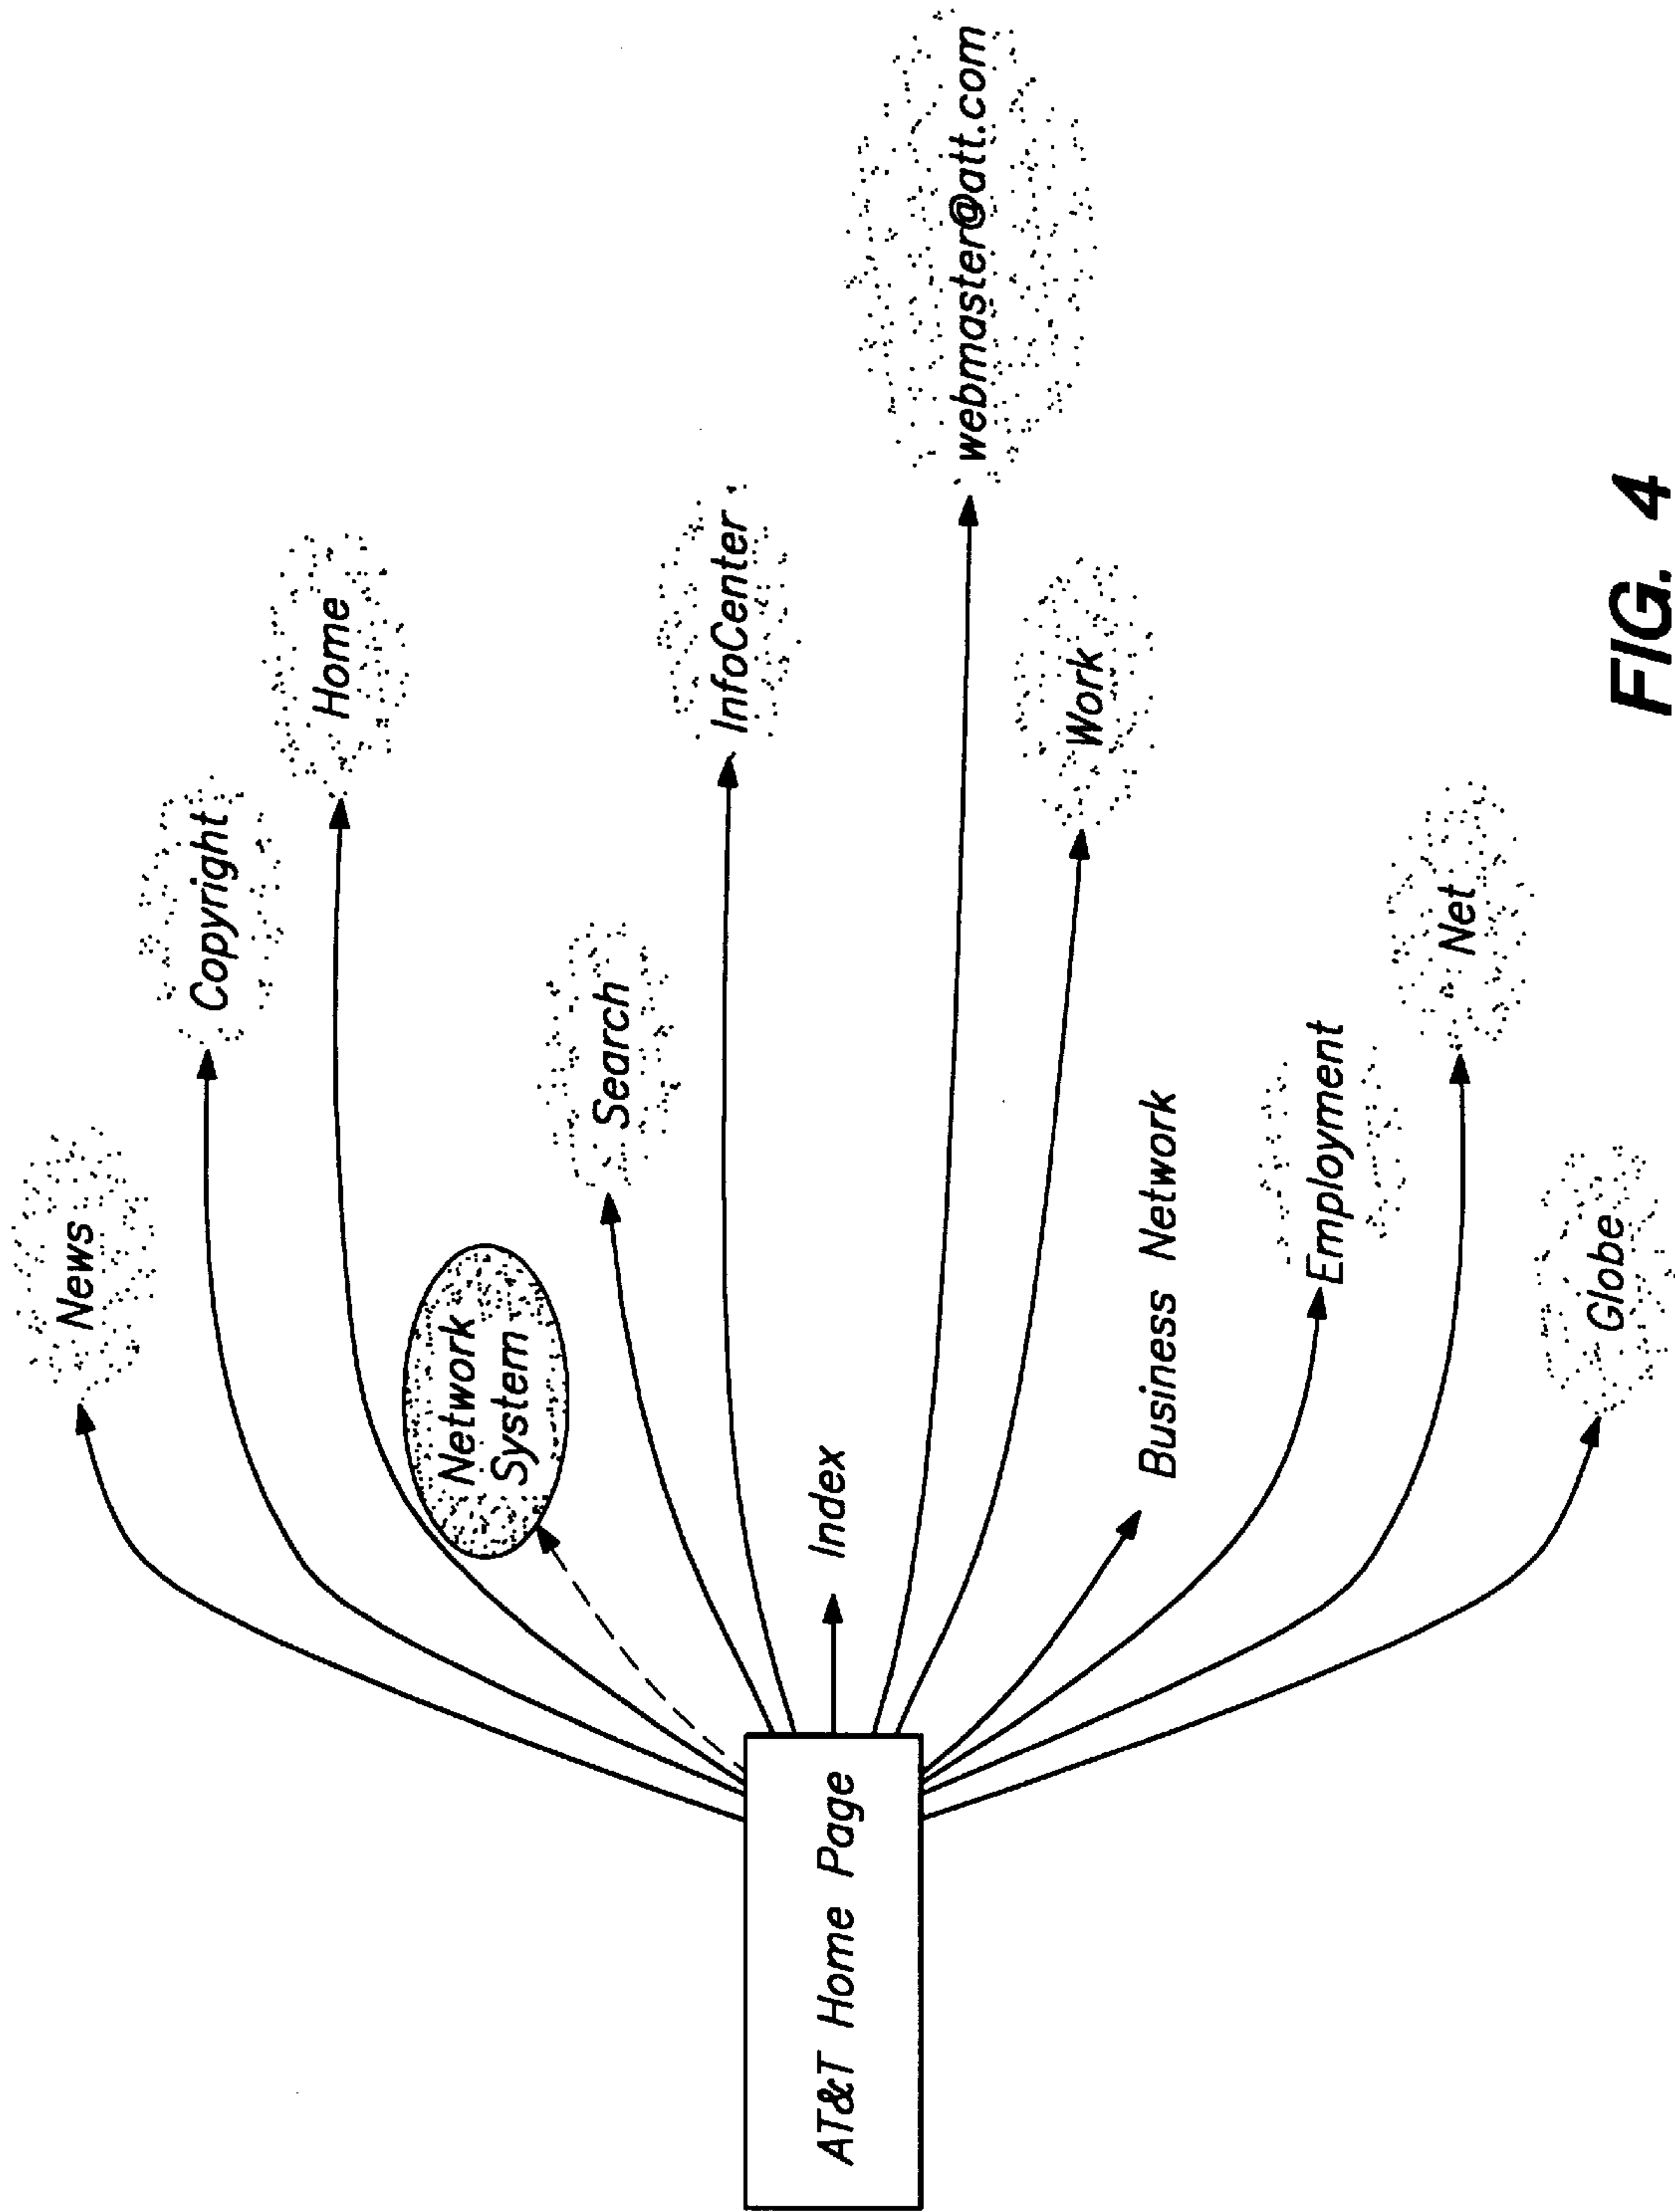 News
Copyright
Home
Network
System
Search
InfoCenter
AT&T Home Page
Index
webmaster@att.com
Work
Business Network
Employment
Net
Globe
FIG. 4